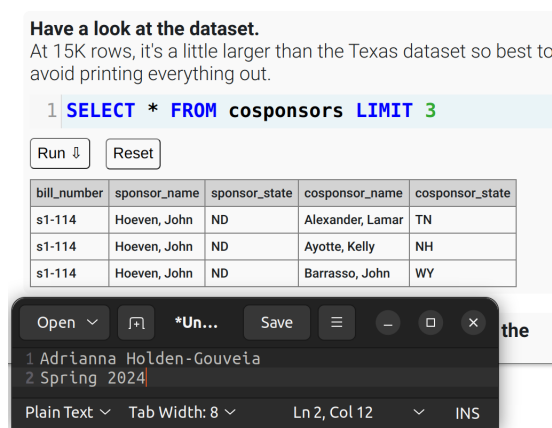 Have a look at the dataset.
At 15K rows, it's a little larger than the Texas dataset so best to
avoid printing everything out.
1 SELECT * FROM cosponsors LIMIT 3
Run ⇩ Reset
bill_number sponsor_name sponsor_state cosponsor_name cosponsor_state
s1-114 Hoeven, John ND Alexander, Lamar TN
s1-114 Hoeven, John ND Ayotte, Kelly NH
s1-114 Hoeven, John ND Barrasso, John WY
the
Open *Un... Save
1 Adrianna Holden-Gouveia
2 Spring 2024
Plain Text Tab Width: 8 Ln 2, Col 12 INS